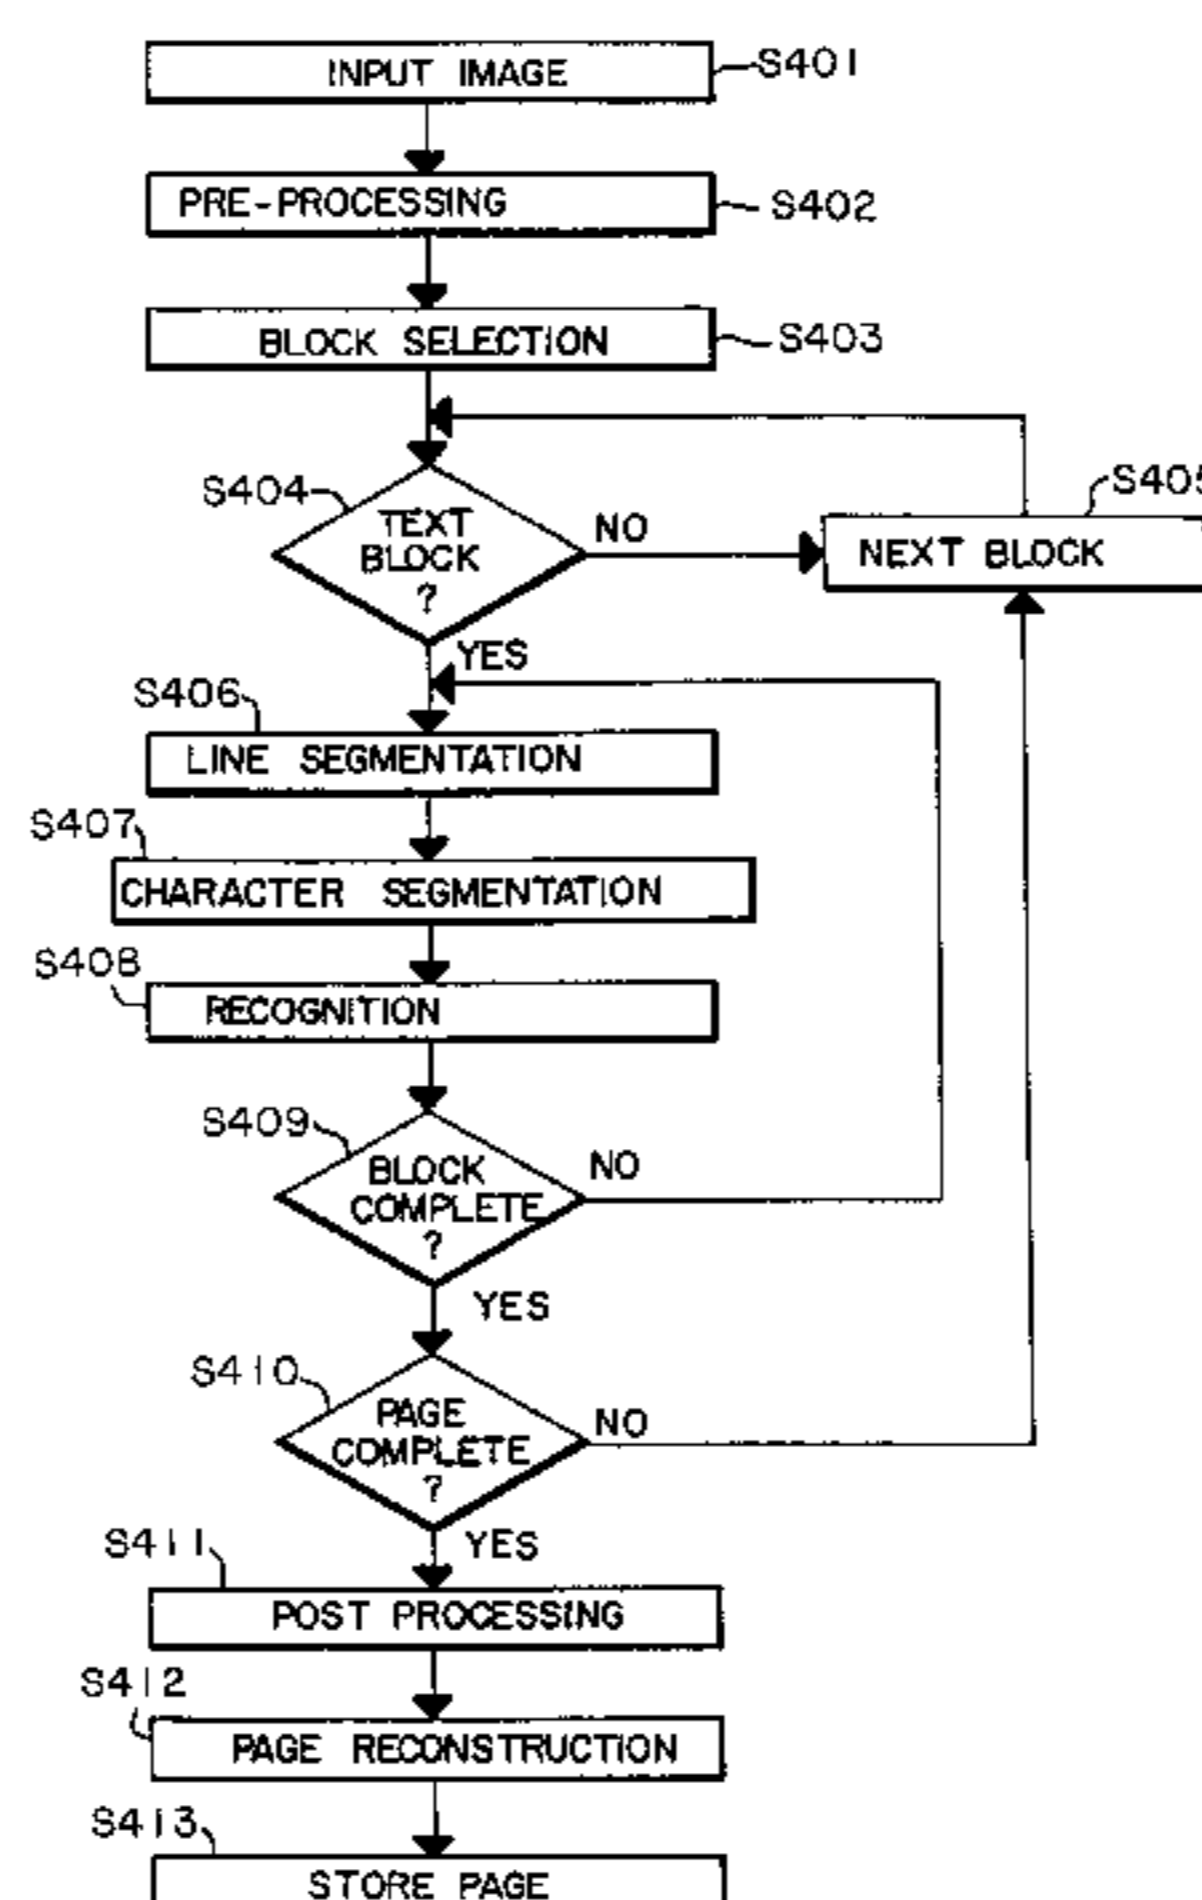 INPUT IMAGE
S401
PRE-PROCESSING
S402
BLOCK SELECTION
S403
S404
TEXT
BLOCK
?
NO
S405
NEXT BLOCK
YES
S406
LINE SEGMENTATION
S407
CHARACTER SEGMENTATION
S408
RECOGNITION
S409
BLOCK
COMPLETE
?
NO
YES
S410
PAGE
COMPLETE
?
NO
YES
S411
POST PROCESSING
S412
PAGE RECONSTRUCTION
S413
STORE PAGE